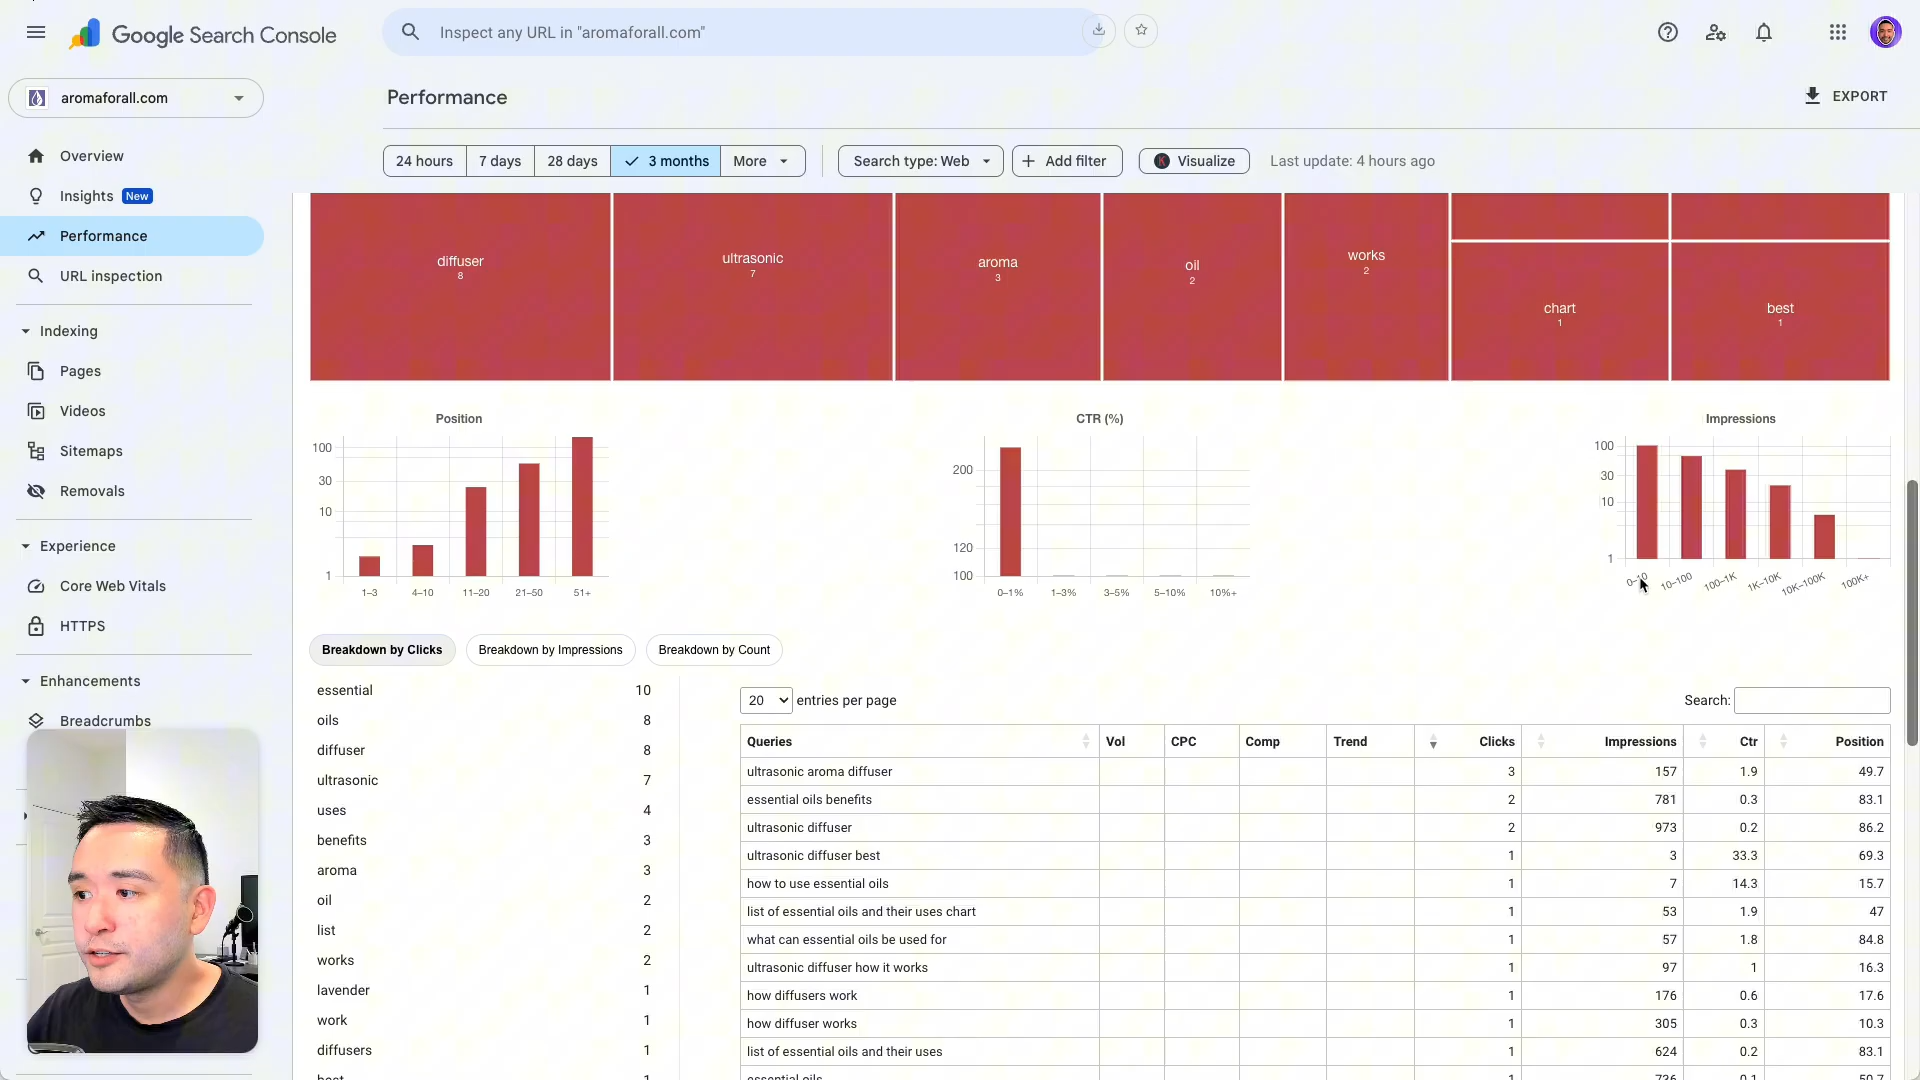 Google Search Console
Inspect any URL in "aromaforall.com"
aromaforall.com
Performance
EXPORT
24 hours
7 days
28 days
3 months
More
Search type: Web
Add filter
Visualize
Last update: 4 hours ago
Overview
Insights New
Performance
URL inspection
Indexing
Pages
Videos
Sitemaps
Removals
Experience
Core Web Vitals
HTTPS
Enhancements
Breadcrumbs
diffuser
8
ultrasonic
7
aroma
3
oil
2
works
2
chart
1
best
1
Position
100
30
10
1
1–3 4–10 11–20 21–50 51+
CTR (%)
200
120
100
0–1% 1–3% 3–5% 5–10% 10%+
Impressions
100
30
10
1
0–10 10–100 100–1K 1K–10K 10K–100K 100K+
Breakdown by Clicks
Breakdown by Impressions
Breakdown by Count
essential 10
oils 8
diffuser 8
ultrasonic 7
uses 4
benefits 3
aroma 3
oil 2
list 2
works 2
lavender 1
work 1
diffusers 1
best 1
20 entries per page
Search:
Queries Vol CPC Comp Trend Clicks Impressions Ctr Position
ultrasonic aroma diffuser 3 157 1.9 49.7
essential oils benefits 2 781 0.3 83.1
ultrasonic diffuser 2 973 0.2 86.2
ultrasonic diffuser best 1 3 33.3 69.3
how to use essential oils 1 7 14.3 15.7
list of essential oils and their uses chart 1 53 1.9 47
what can essential oils be used for 1 57 1.8 84.8
ultrasonic diffuser how it works 1 97 1 16.3
how diffusers work 1 176 0.6 17.6
how diffuser works 1 305 0.3 10.3
list of essential oils and their uses 1 624 0.2 83.1
essential oils 1 736 0.1 50.7